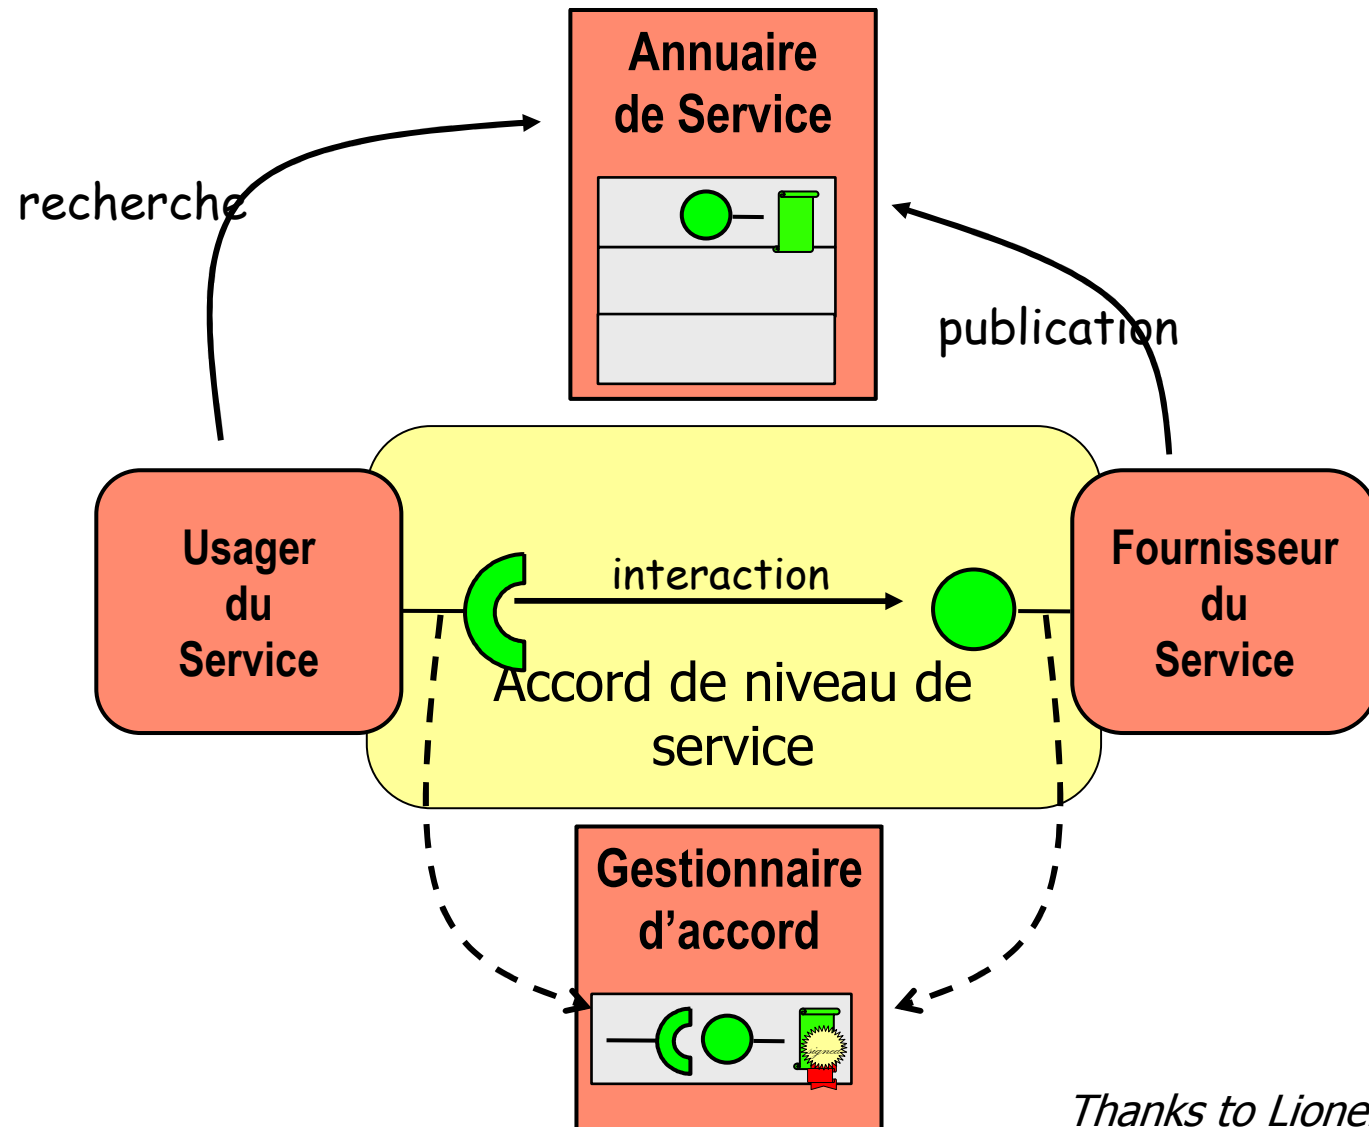 Annuaire
de Service
recherche
publication
Usager
du
Service
interaction
Fournisseur
du
Service
Accord de niveau de
service
Gestionnaire
d’accord
signed
Thanks to Lione